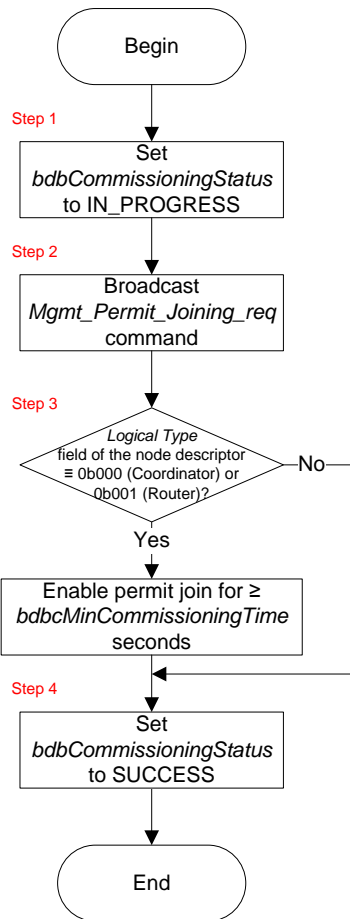 Begin
Step 1
Set
bdbCommissioningStatus
to IN_PROGRESS
Step 2
Broadcast
Mgmt_Permit_Joining_req
command
Step 3
Logical Type
field of the node descriptor
≡ 0b000 (Coordinator) or
0b001 (Router)?
No
Yes
Enable permit join for ≥
bdbcMinCommissioningTime
seconds
Step 4
Set
bdbCommissioningStatus
to SUCCESS
End